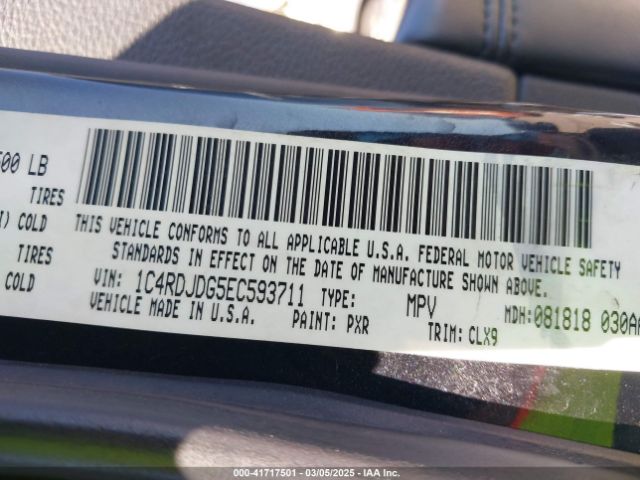 500 LB
TIRES
COLD
TIRES
COLD
THIS VEHICLE CONFORMS TO ALL APPLICABLE U.S.A. FEDERAL MOTOR VEHICLE SAFETY
STANDARDS IN EFFECT ON THE DATE OF MANUFACTURE SHOWN ABOVE.
VIN: 1C4RDJDG5EC593711 TYPE: MPV MDH:081818 030AA
VEHICLE MADE IN U.S.A. PAINT: PXR TRIM: CLX9
000-41717501 | 03/05/2025 | IAA Inc.